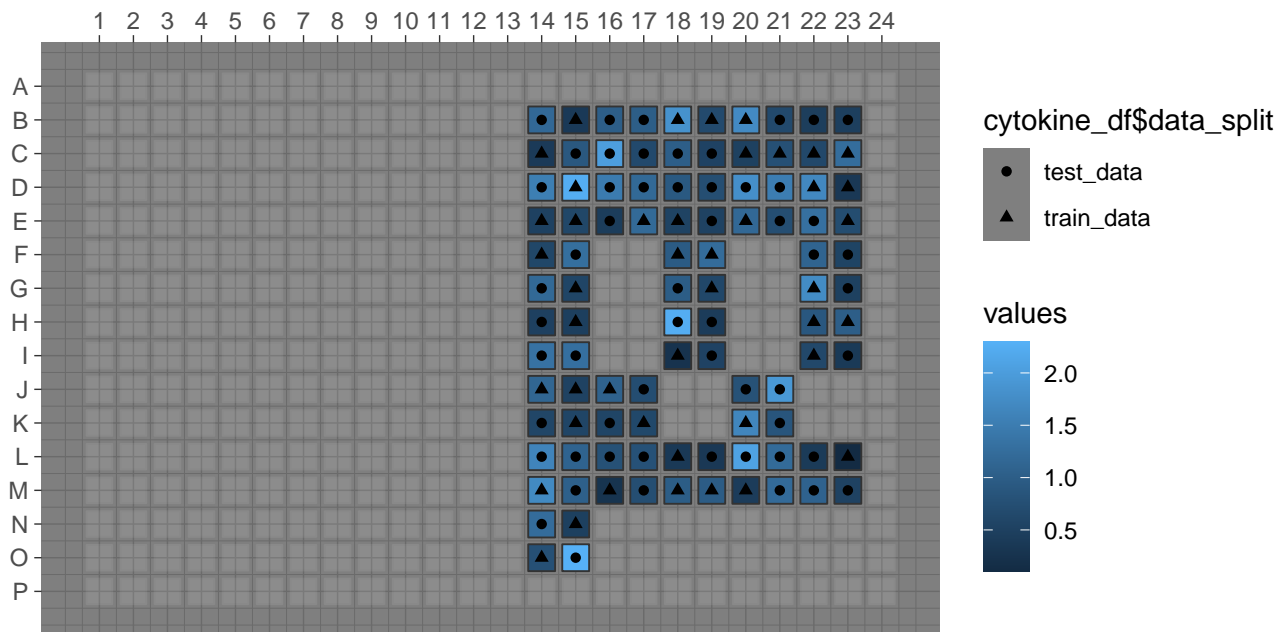 1 2 3 4 5 6 7 8 9 10 11 12 13 14 15 16 17 18 19 20 21 22 23 24
A
B
C
D
E
F
G
H
I
J
K
L
M
N
O
P
cytokine_df$data_split
test_data
train_data
values
2.0
1.5
1.0
0.5